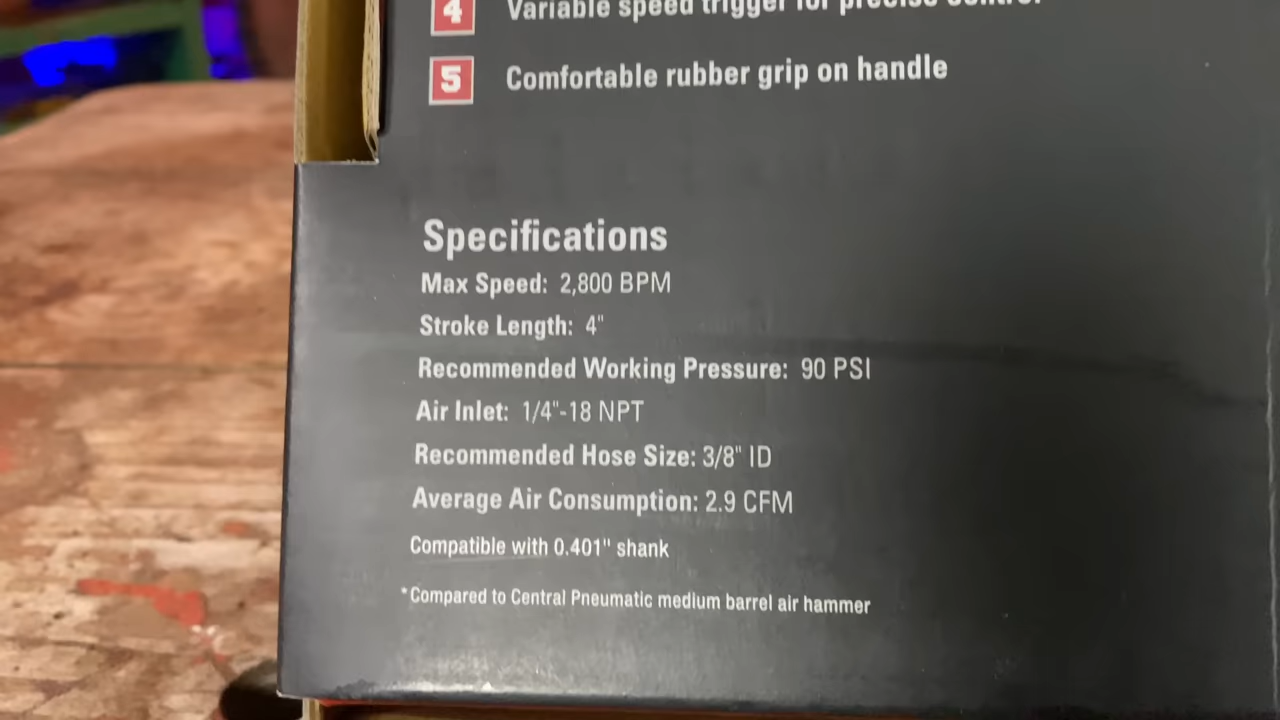 4 Variable speed trigger for precise control
5 Comfortable rubber grip on handle
Specifications
Max Speed: 2,800 BPM
Stroke Length: 4"
Recommended Working Pressure: 90 PSI
Air Inlet: 1/4"-18 NPT
Recommended Hose Size: 3/8" ID
Average Air Consumption: 2.9 CFM
Compatible with 0.401" shank
*Compared to Central Pneumatic medium barrel air hammer